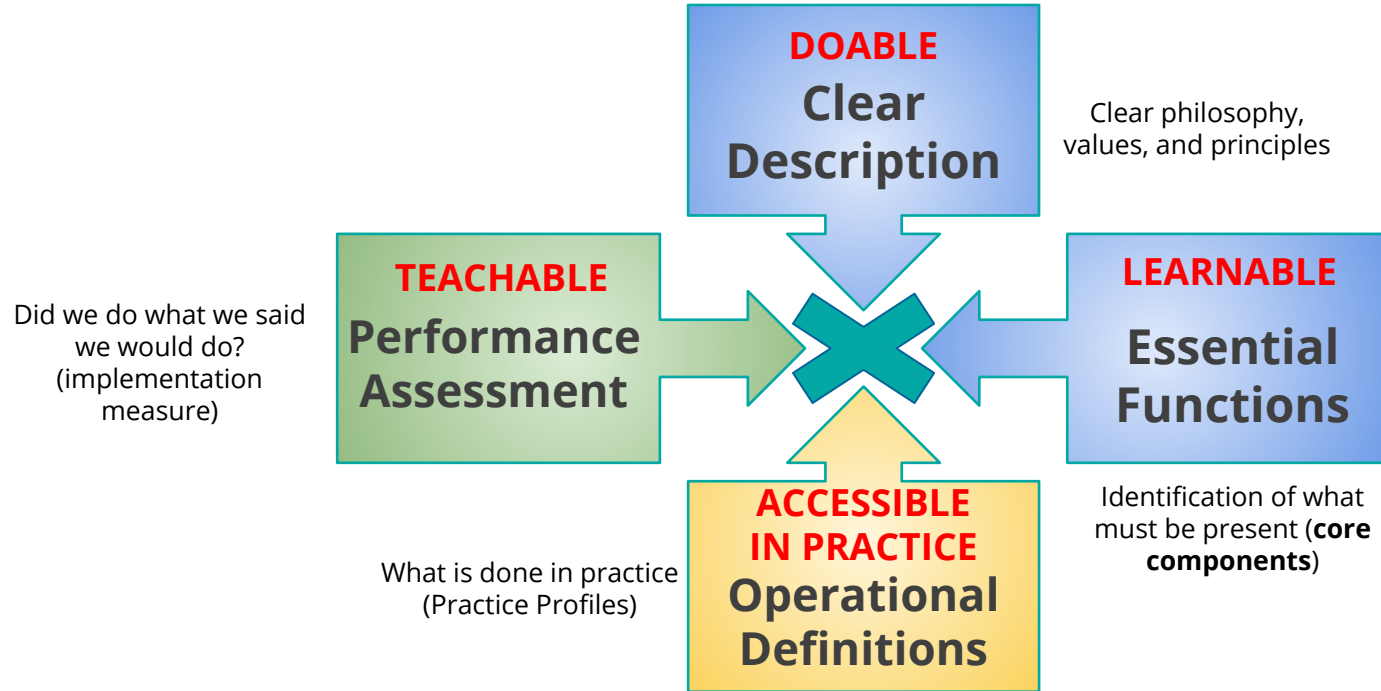 DOABLE
Clear
Description
Clear philosophy,
values, and principles
TEACHABLE
Performance
Assessment
Did we do what we said
we would do?
(implementation
measure)
LEARNABLE
Essential
Functions
Identification of what
must be present (core
components)
ACCESSIBLE
IN PRACTICE
Operational
Definitions
What is done in practice
(Practice Profiles)